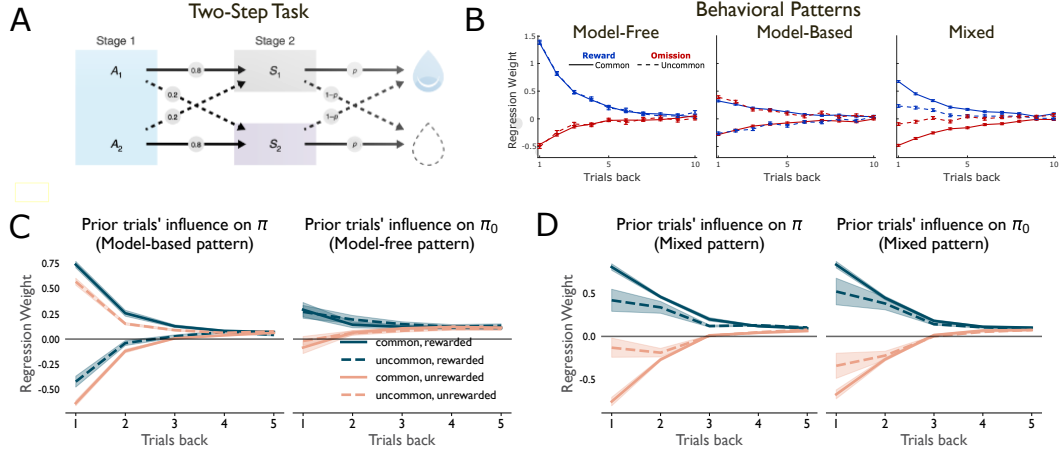 A
Two-Step Task
Stage 1
Stage 2
A1
0.8
S1
p
0.2
1-p
0.2
1-p
A2
0.8
S2
p
B
Behavioral Patterns
Model-Free
Model-Based
Mixed
Reward
Omission
Common
Uncommon
Regression Weight
1.5
1
0.5
0
-0.5
1
5
10
1
5
10
1
5
10
Trials back
Trials back
Trials back
C
Prior trials' influence on π
(Model-based pattern)
Prior trials' influence on π0
(Model-free pattern)
Regression Weight
0.75
0.50
0.25
0.00
-0.25
-0.50
common, rewarded
uncommon, rewarded
common, unrewarded
uncommon, unrewarded
1 2 3 4 5
1 2 3 4 5
Trials back
Trials back
D
Prior trials' influence on π
(Mixed pattern)
Prior trials' influence on π0
(Mixed pattern)
Regression Weight
0.5
0.0
-0.5
1 2 3 4 5
1 2 3 4 5
Trials back
Trials back